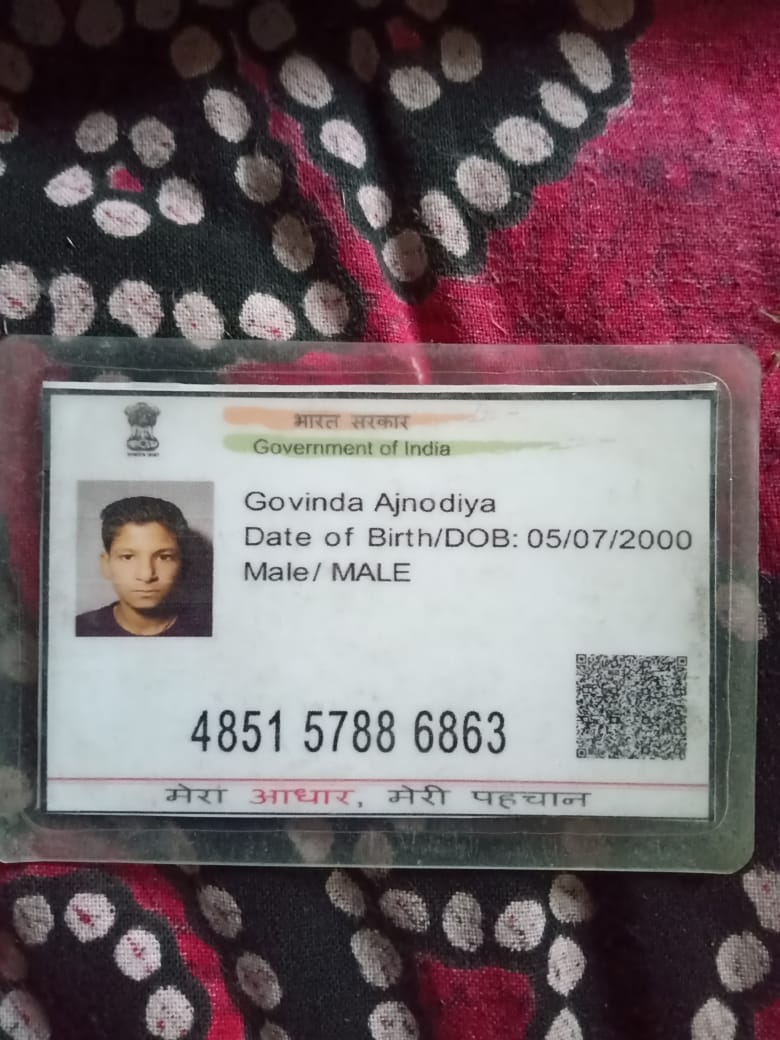 भारत सरकार
Government of India
Govinda Ajnodiya
Date of Birth/DOB: 05/07/2000
Male/ MALE
4851 5788 6863
मेरा आधार, मेरी पहचान